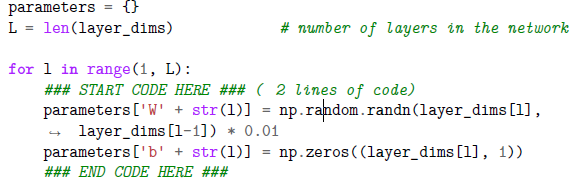 parameters = {}
L = len(layer_dims)            # number of layers in the network
for l in range(1, L):
    ### START CODE HERE ### ( 2 lines of code)
    parameters['W' + str(l)] = np.random.randn(layer_dims[l],
    ↪  layer_dims[l-1]) * 0.01
    parameters['b' + str(l)] = np.zeros((layer_dims[l], 1))
    ### END CODE HERE ###